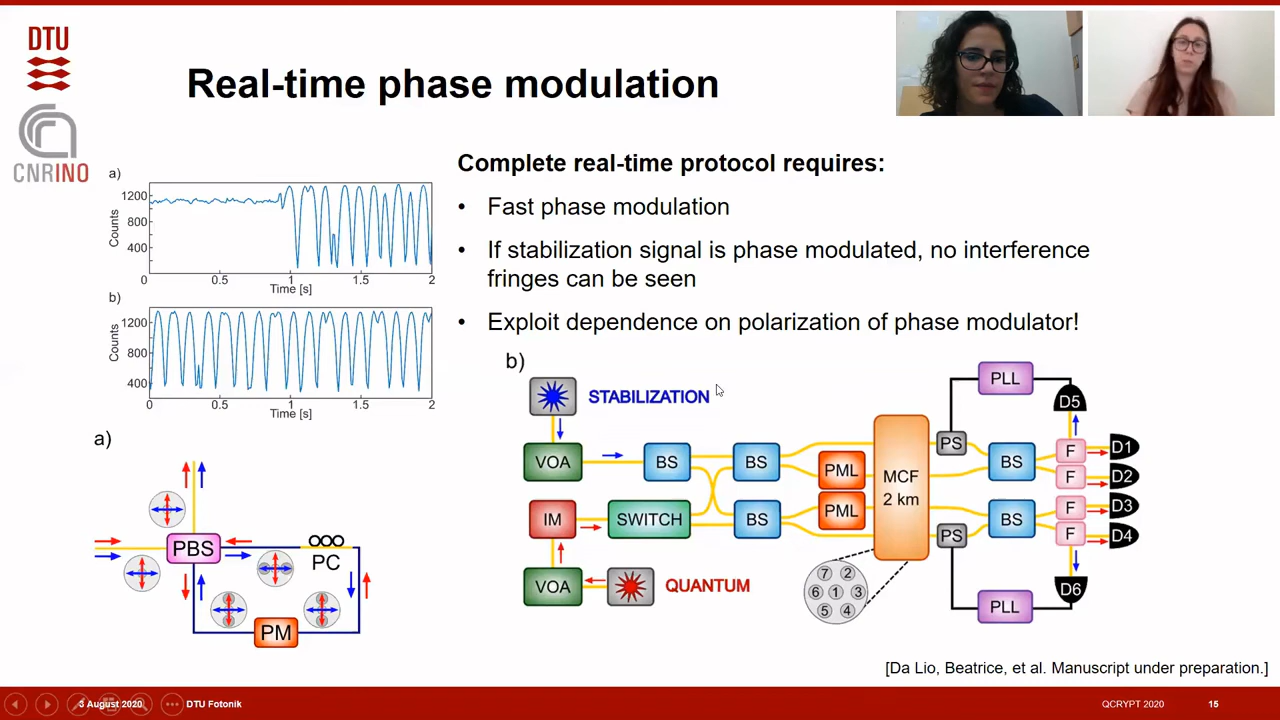 DTU
CNR INO
Real-time phase modulation
a)
1200
800
400
Counts
0 0.5 1 1.5 2
Time [s]
b)
1200
800
400
Counts
0 0.5 1 1.5 2
Time [s]
Complete real-time protocol requires:
• Fast phase modulation
• If stabilization signal is phase modulated, no interference
fringes can be seen
• Exploit dependence on polarization of phase modulator!
a)
PBS
PC
PM
b)
STABILIZATION
PLL
D5
VOA BS BS PML MCF 2 km PS BS F D1
F D2
IM SWITCH BS PML PS BS F D3
F D4
VOA QUANTUM
7 2
6 1 3
5 4
PLL
D6
[Da Lio, Beatrice, et al. Manuscript under preparation.]
3 August 2020 DTU Fotonik QCRYPT 2020 15